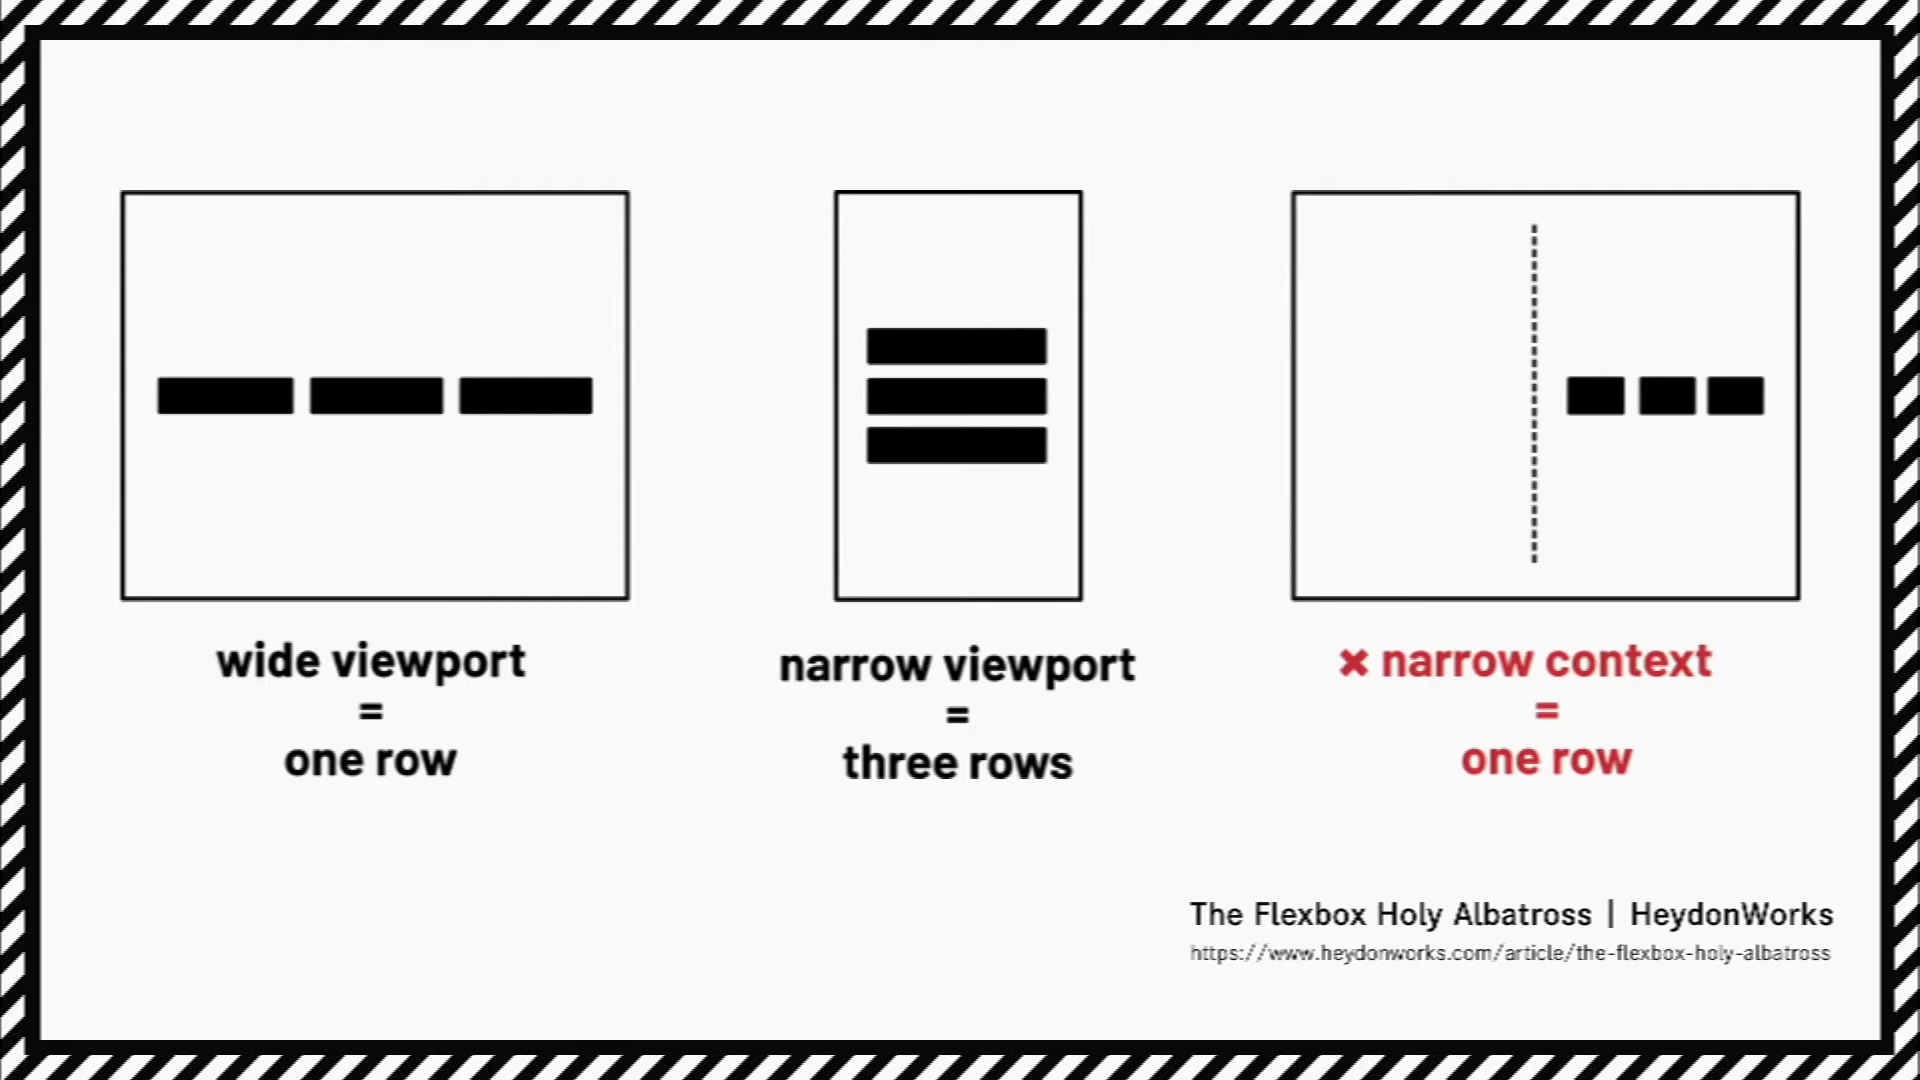 wide viewport
=
one row
narrow viewport
=
three rows
✖ narrow context
=
one row
The Flexbox Holy Albatross | HeydonWorks
https://www.heydonworks.com/article/the-flexbox-holy-albatross